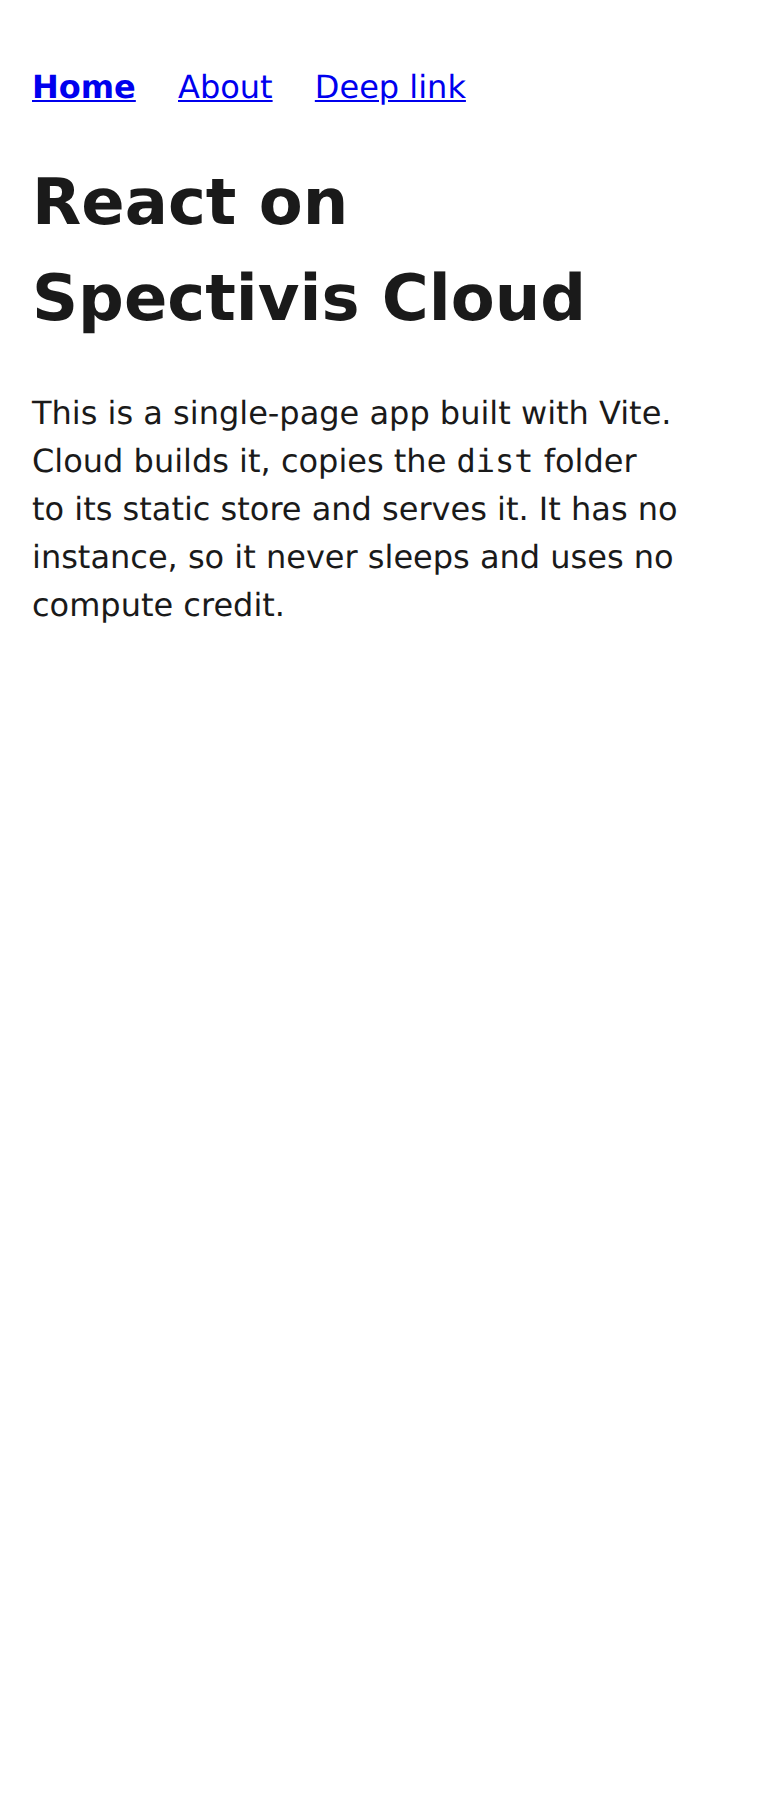 Home About Deep link
React on
Spectivis Cloud
This is a single-page app built with Vite.
Cloud builds it, copies the dist folder
to its static store and serves it. It has no
instance, so it never sleeps and uses no
compute credit.